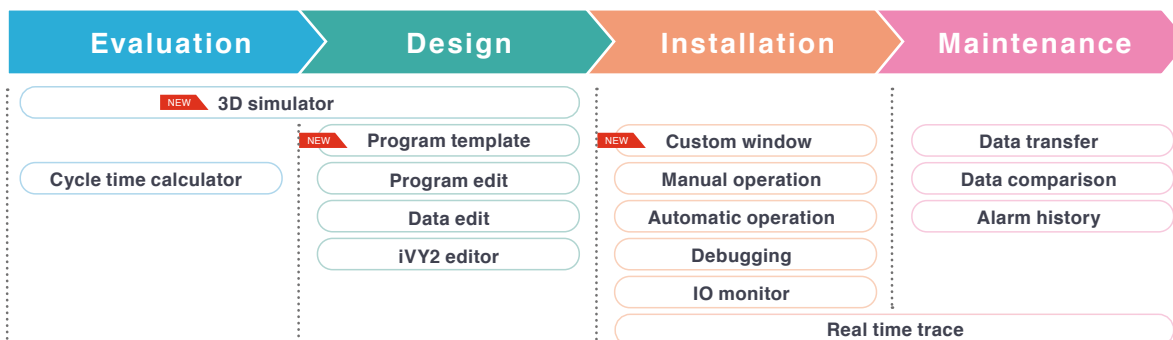 Evaluation
Design
Installation
Maintenance
NEW 3D simulator
NEW Program template
NEW Custom window
Data transfer
Cycle time calculator
Program edit
Manual operation
Data comparison
Data edit
Automatic operation
Alarm history
iVY2 editor
Debugging
IO monitor
Real time trace